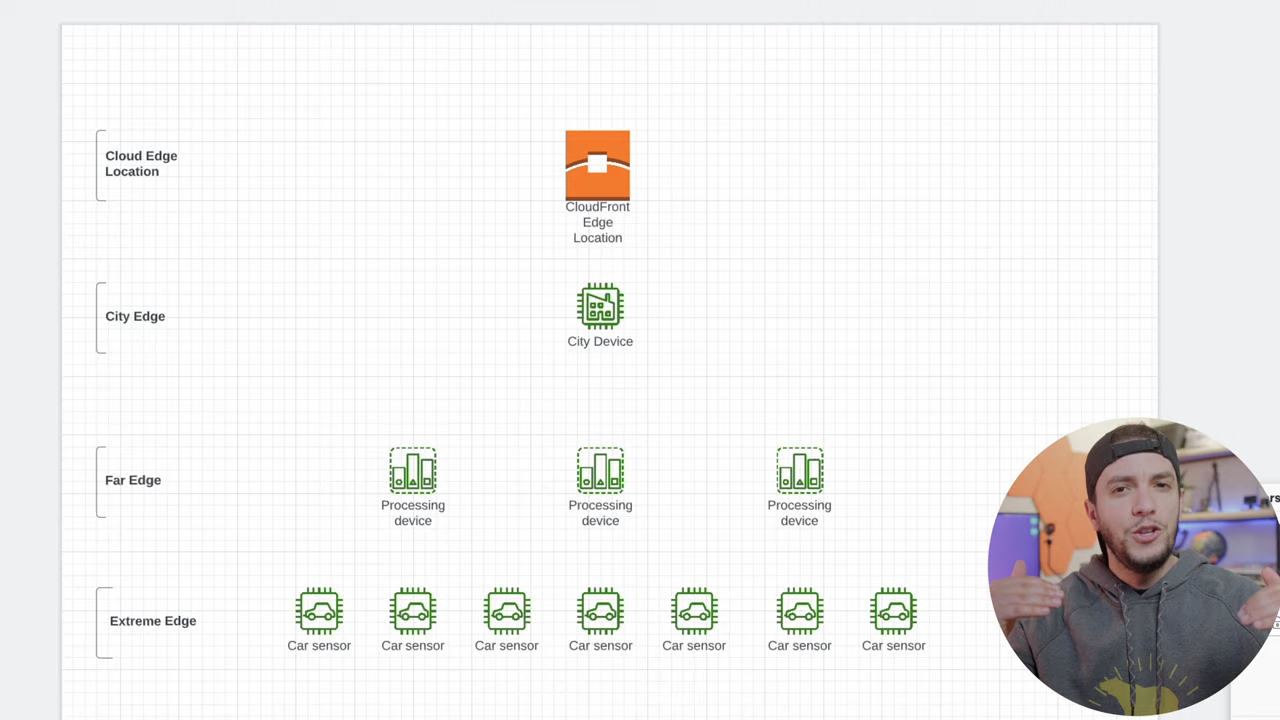 Cloud Edge
Location
CloudFront
Edge
Location
City Edge
City Device
Far Edge
Processing
device
Processing
device
Processing
device
Extreme Edge
Car sensor
Car sensor
Car sensor
Car sensor
Car sensor
Car sensor
Car sensor